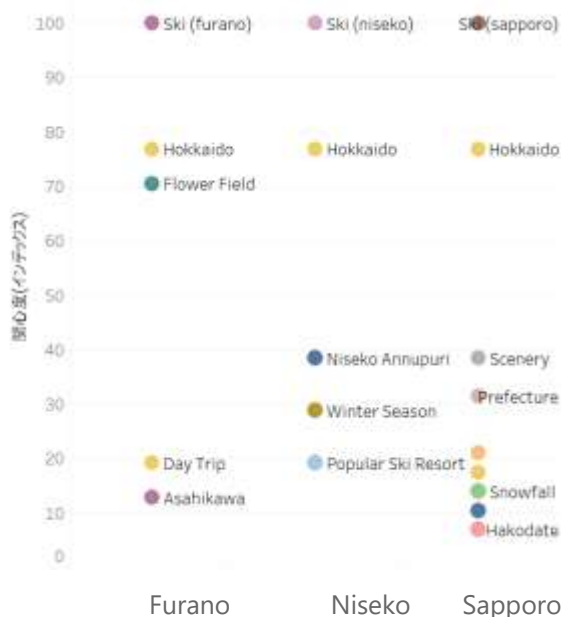 100
Ski (furano)
Ski (niseko)
Ski (sapporo)
90
80
Hokkaido
Hokkaido
Hokkaido
Flower Field
70
60
関心度(インデックス)
50
40
Niseko Annupuri
Scenery
Prefecture
30
Winter Season
20
Day Trip
Popular Ski Resort
Snowfall
Asahikawa
10
Hakodate
0
Furano
Niseko
Sapporo